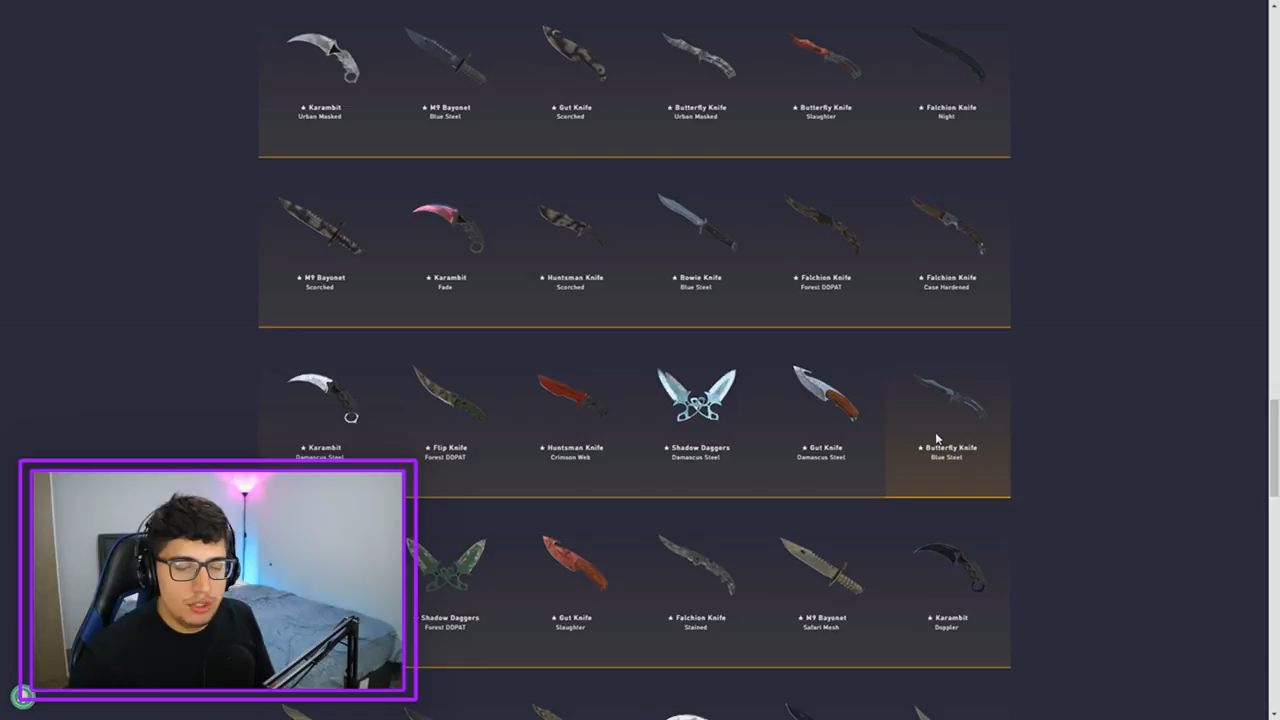 ★ Karambit
Urban Masked
★ M9 Bayonet
Blue Steel
★ Gut Knife
Scorched
★ Butterfly Knife
Urban Masked
★ Butterfly Knife
Slaughter
★ Falchion Knife
Night
★ M9 Bayonet
Scorched
★ Karambit
Fade
★ Huntsman Knife
Scorched
★ Bowie Knife
Blue Steel
★ Falchion Knife
Forest DDPAT
★ Falchion Knife
Case Hardened
★ Karambit
Damascus Steel
★ Flip Knife
Forest DDPAT
★ Huntsman Knife
Crimson Web
★ Shadow Daggers
Damascus Steel
★ Gut Knife
Damascus Steel
★ Butterfly Knife
Blue Steel
Shadow Daggers
Forest DDPAT
★ Gut Knife
Slaughter
★ Falchion Knife
Stained
★ M9 Bayonet
Safari Mesh
★ Karambit
Doppler